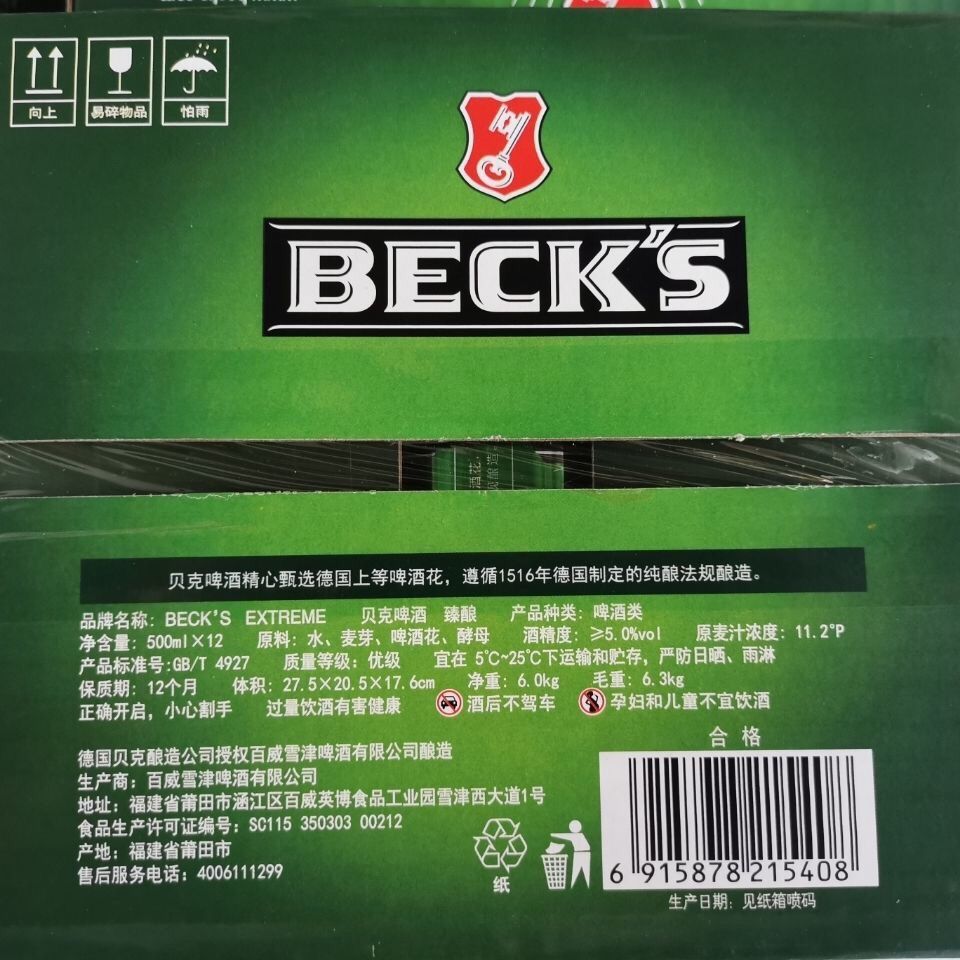 向上
易碎物品
怕雨
BECK'S
贝克啤酒精心甄选德国上等啤酒花，遵循1516年德国制定的纯酿法规酿造。
品牌名称: BECK'S EXTREME 贝克啤酒 臻酿 产品种类: 啤酒类
净含量: 500ml×12 原料: 水、麦芽、啤酒花、酵母 酒精度: ≥5.0%vol 原麦汁浓度: 11.2°P
产品标准号:GB/T 4927 质量等级: 优级 宜在 5℃~25℃下运输和贮存，严防日晒、雨淋
保质期: 12个月 体积: 27.5×20.5×17.6cm 净重: 6.0kg 毛重: 6.3kg
正确开启，小心割手 过量饮酒有害健康 酒后不驾车 孕妇和儿童不宜饮酒
德国贝克酿造公司授权百威雪津啤酒有限公司酿造
生产商: 百威雪津啤酒有限公司
地址: 福建省莆田市涵江区百威英博食品工业园雪津西大道1号
食品生产许可证编号: SC115 350303 00212
产地: 福建省莆田市
售后服务电话: 4006111299
纸
合格
6 915878 215408
生产日期: 见纸箱喷码